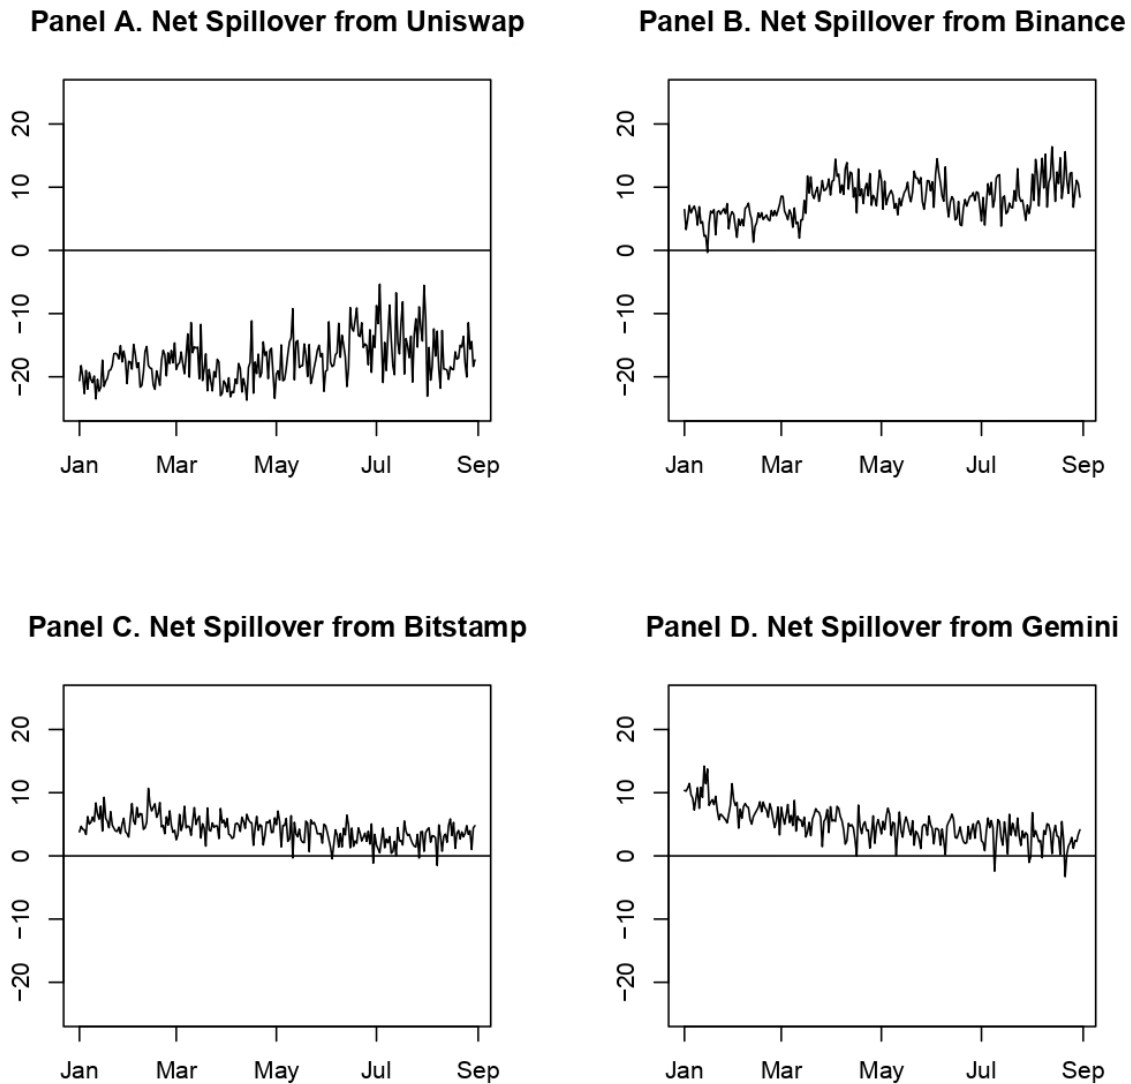 Panel A. Net Spillover from Uniswap
20
10
0
−10
−20
Jan Mar May Jul Sep
Panel B. Net Spillover from Binance
20
10
0
−10
−20
Jan Mar May Jul Sep
Panel C. Net Spillover from Bitstamp
20
10
0
−10
−20
Jan Mar May Jul Sep
Panel D. Net Spillover from Gemini
20
10
0
−10
−20
Jan Mar May Jul Sep